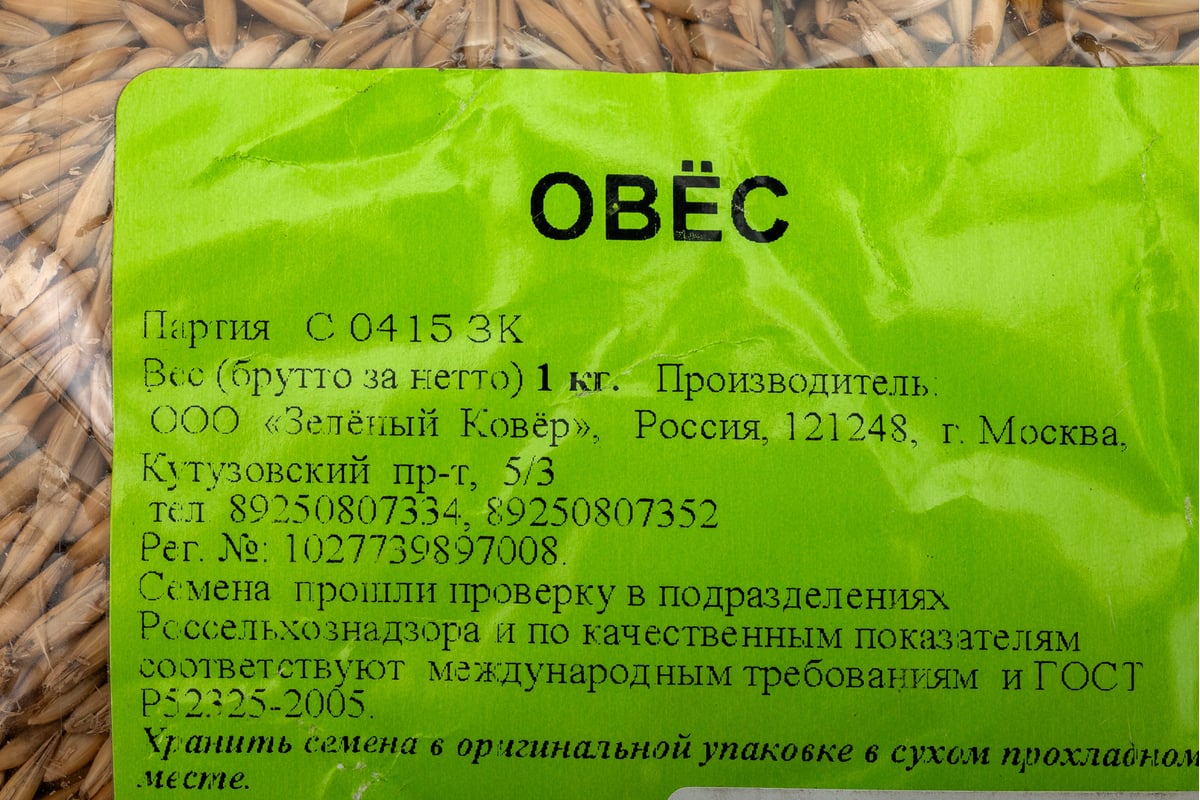 ОВЁС
Партия С 0415 ЗК
Вес (брутто за нетто) 1 кг. Производитель:
ООО «Зелёный Ковёр», Россия, 121248, г. Москва,
Кутузовский пр-т, 5/3
тел 89250807334, 89250807352
Рег. №: 1027739897008.
Семена прошли проверку в подразделениях
Россельхознадзора и по качественным показателям
соответствуют международным требованиям и ГОСТ
Р52325-2005.
Хранить семена в оригинальной упаковке в сухом прохладном
месте.